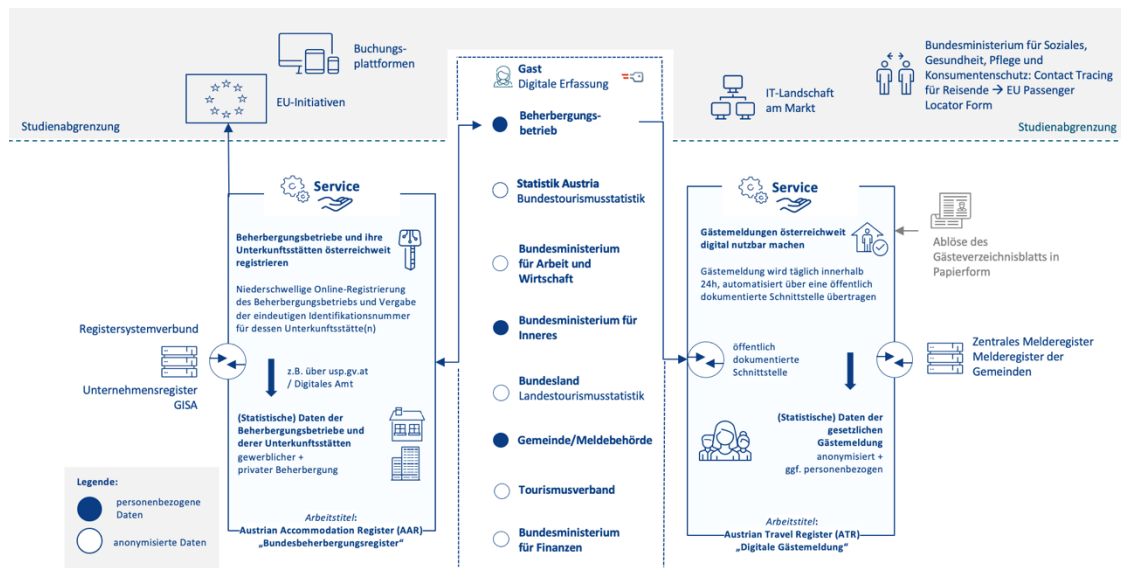 Buchungs-
plattformen
EU-Initiativen
Studienabgrenzung
Gast
Digitale Erfassung
IT-Landschaft
am Markt
Bundesministerium für Soziales,
Gesundheit, Pflege und
Konsumentenschutz: Contact Tracing
für Reisende → EU Passenger
Locator Form
Studienabgrenzung
Service
Beherbergungsbetriebe und ihre
Unterkunftsstätten österreichweit
registrieren
Niederschwellige Online-Registrierung
des Beherbergungsbetriebs und Vergabe
der eindeutigen Identifikationsnummer
für dessen Unterkunftsstätte(n)
Registersystemverbund
Unternehmensregister
GISA
z.B. über usp.gv.at
/ Digitales Amt
(Statistische) Daten der
Beherbergungsbetriebe und
derer Unterkunftsstätten
gewerblicher +
privater Beherbergung
Arbeitstitel:
Austrian Accommodation Register (AAR)
„Bundesbeherbergungsregister“
Legende:
personenbezogene
Daten
anonymisierte Daten
Beherbergungs-
betrieb
Statistik Austria
Bundestourismusstatistik
Bundesministerium
für Arbeit und
Wirtschaft
Bundesministerium für
Inneres
Bundesland
Landestourismusstatistik
Gemeinde/Meldebehörde
Tourismusverband
Bundesministerium
für Finanzen
Service
Gästemeldungen österreichweit
digital nutzbar machen
Gästemeldung wird täglich innerhalb
24h, automatisiert über eine öffentlich
dokumentierte Schnittstelle übertragen
Ablöse des
Gästeverzeichnisblatts in
Papierform
öffentlich
dokumentierte
Schnittstelle
Zentrales Melderegister
Melderegister der
Gemeinden
(Statistische) Daten der
gesetzlichen
Gästemeldung
anonymisiert +
ggf. personenbezogen
Arbeitstitel:
Austrian Travel Register (ATR)
„Digitale Gästemeldung“